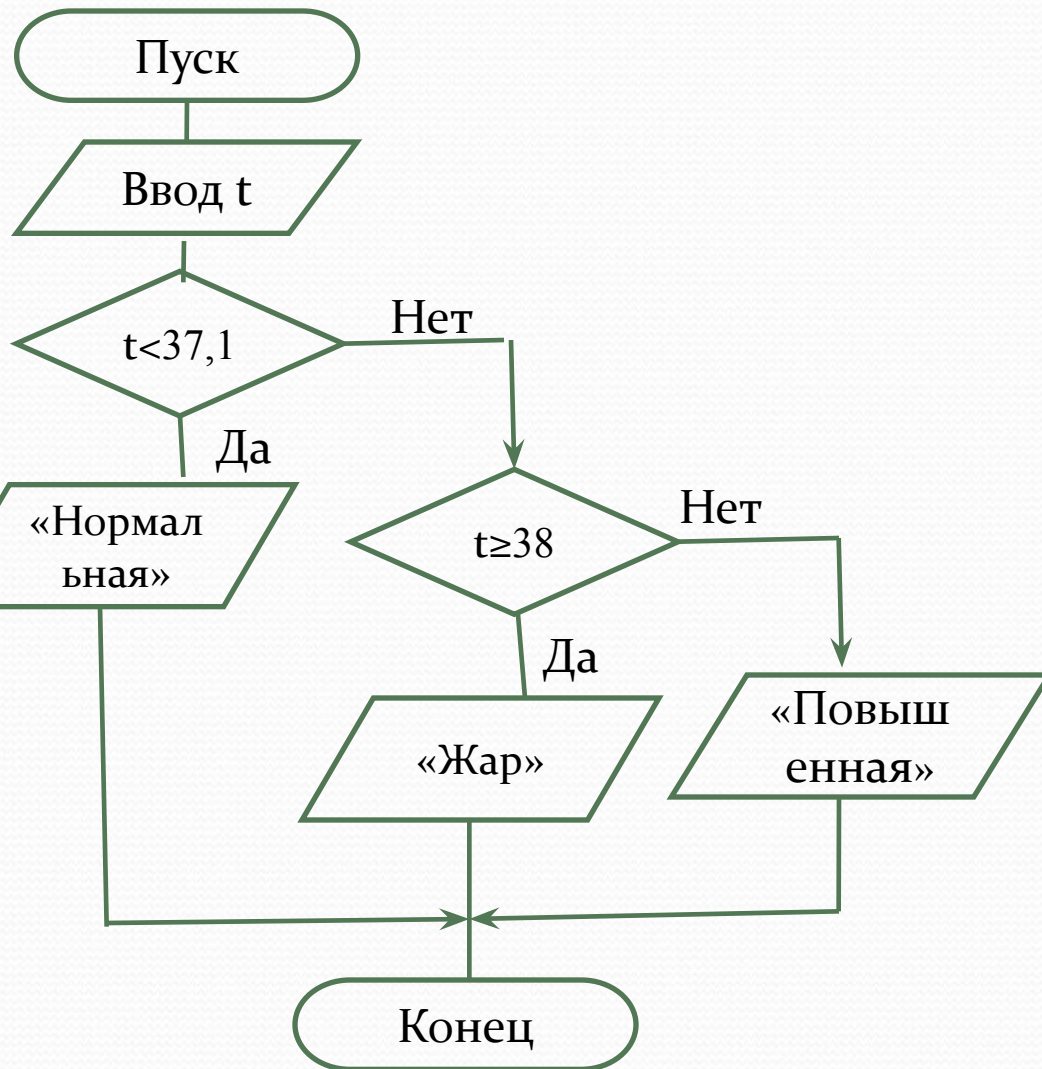 Пуск
Ввод t
t<37,1
Нет
Да
«Нормал
ьная»
t≥38
Нет
Да
«Жар»
«Повыш
енная»
Конец